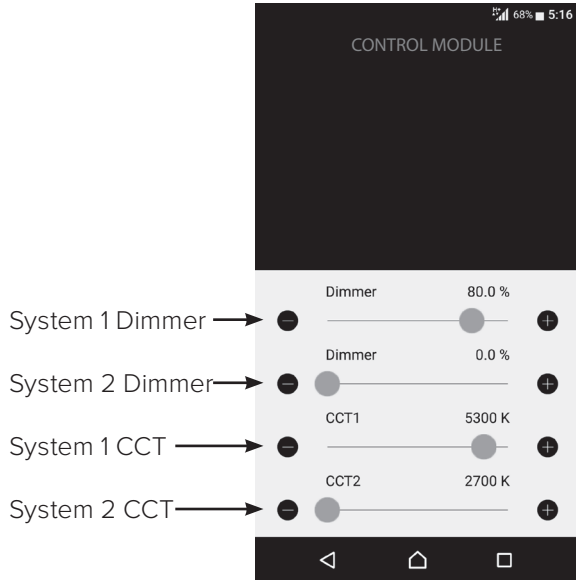 68% 5:16
CONTROL MODULE
Dimmer 80.0 %
System 1 Dimmer
Dimmer 0.0 %
System 2 Dimmer
CCT1 5300 K
System 1 CCT
CCT2 2700 K
System 2 CCT